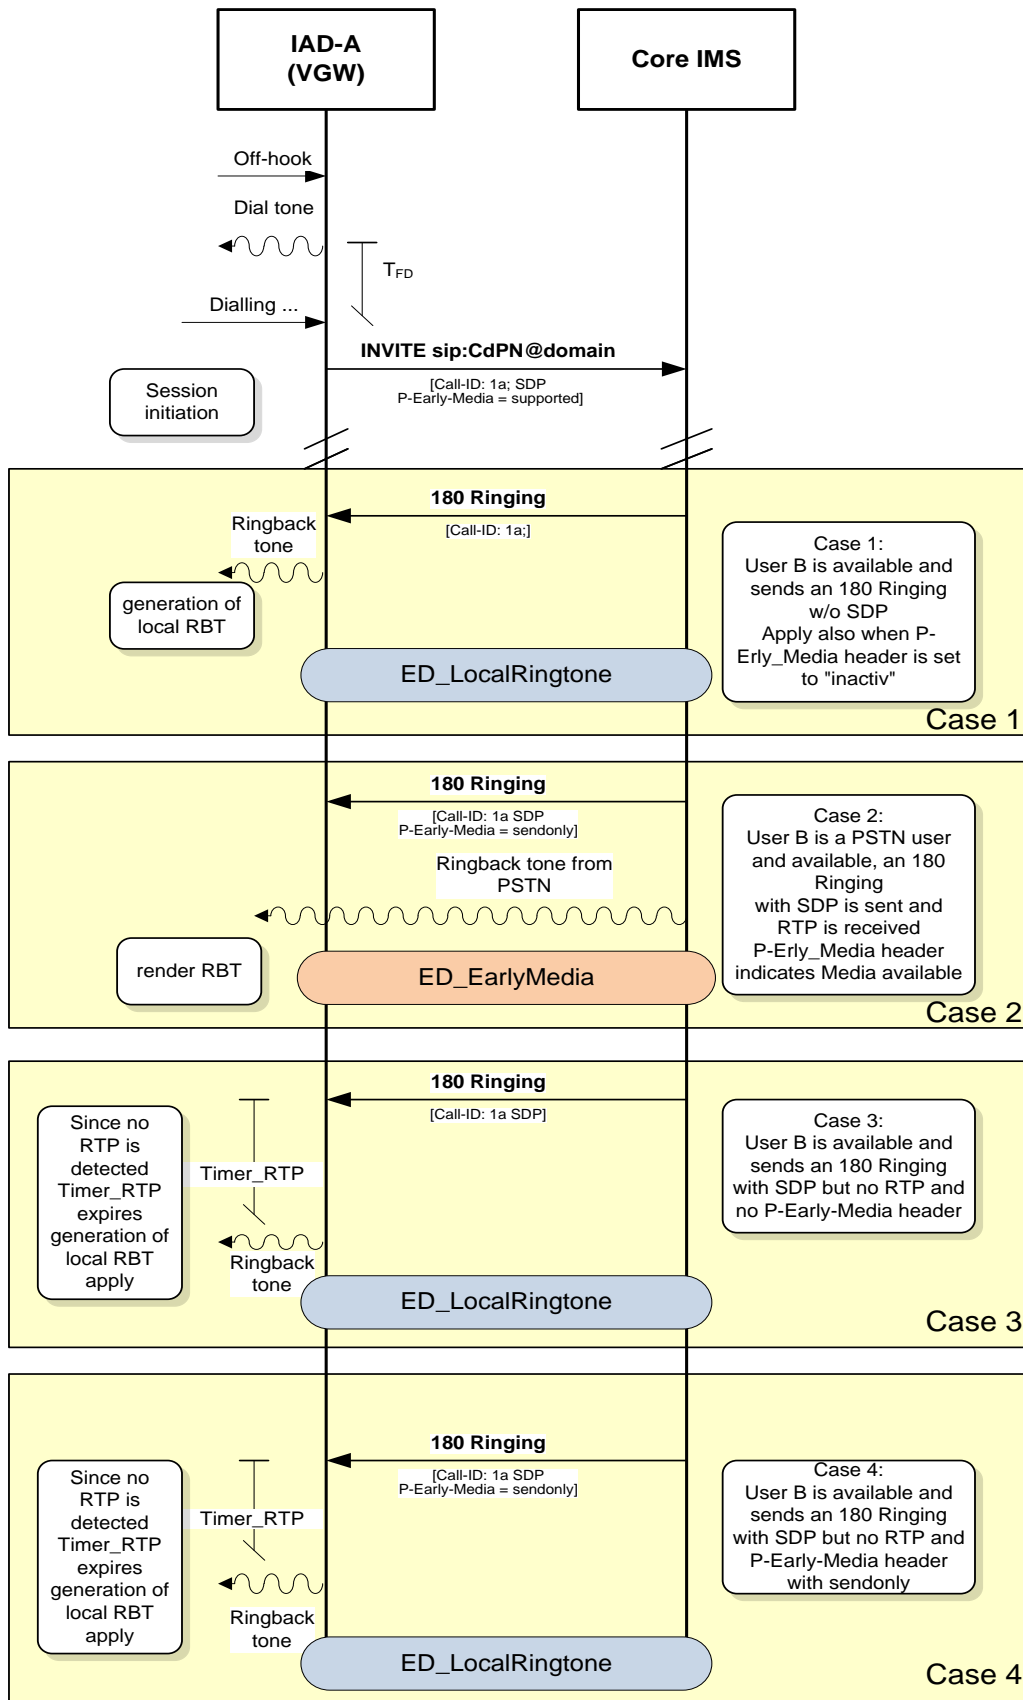 IAD-A
(VGW)
Core IMS
Off-hook
Dial tone
TFD
Dialling ...
INVITE sip:CdPN@domain
[Call-ID: 1a; SDP
P-Early-Media = supported]
Session
initiation
180 Ringing
[Call-ID: 1a;]
Ringback
tone
generation of
local RBT
ED_LocalRingtone
Case 1:
User B is available and
sends an 180 Ringing
w/o SDP
Apply also when P-
Erly_Media header is set
to "inactiv"
Case 1
180 Ringing
[Call-ID: 1a SDP
P-Early-Media = sendonly]
Ringback tone from
PSTN
render RBT
ED_EarlyMedia
Case 2:
User B is a PSTN user
and available, an 180
Ringing
with SDP is sent and
RTP is received
P-Erly_Media header
indicates Media available
Case 2
180 Ringing
[Call-ID: 1a SDP]
Since no
RTP is
detected
Timer_RTP
expires
generation of
local RBT
apply
Timer_RTP
Ringback
tone
ED_LocalRingtone
Case 3:
User B is available and
sends an 180 Ringing
with SDP but no RTP and
no P-Early-Media header
Case 3
180 Ringing
[Call-ID: 1a SDP
P-Early-Media = sendonly]
Since no
RTP is
detected
Timer_RTP
expires
generation of
local RBT
apply
Timer_RTP
Ringback
tone
ED_LocalRingtone
Case 4:
User B is available and
sends an 180 Ringing
with SDP but no RTP and
P-Early-Media header
with sendonly
Case 4